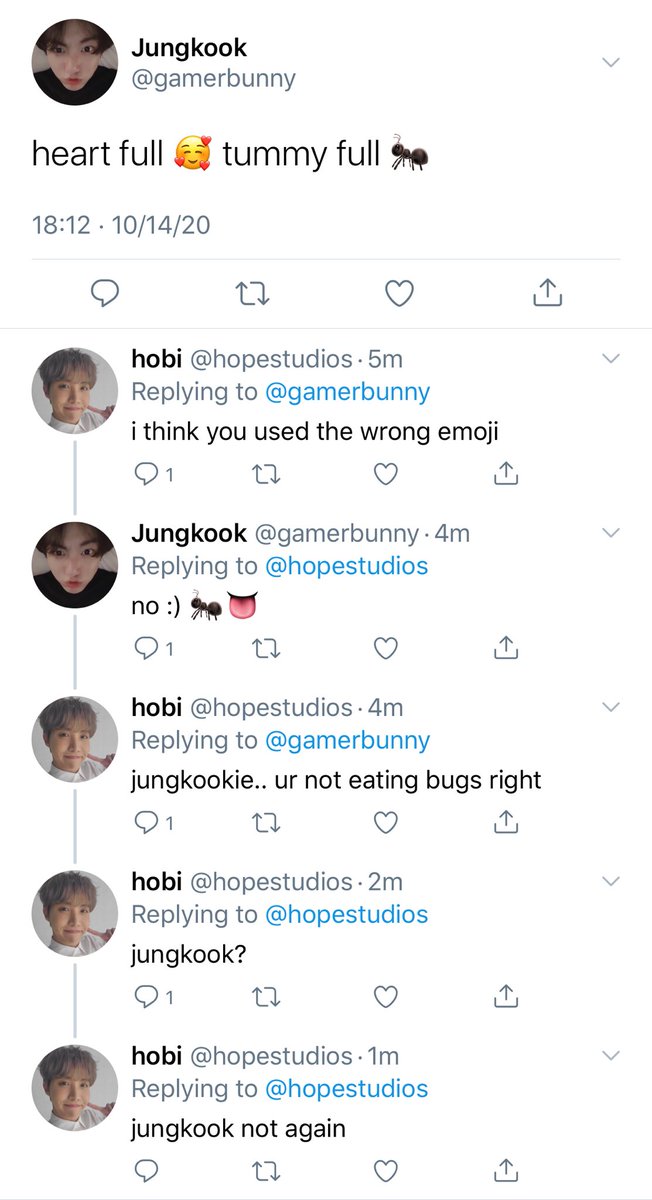 Jungkook
@gamerbunny
heart full 🥰 tummy full 🐜
18:12 · 10/14/20
hobi @hopestudios · 5m
Replying to @gamerbunny
i think you used the wrong emoji
1
Jungkook @gamerbunny · 4m
Replying to @hopestudios
no :) 🐜👅
1
hobi @hopestudios · 4m
Replying to @gamerbunny
jungkookie.. ur not eating bugs right
1
hobi @hopestudios · 2m
Replying to @hopestudios
jungkook?
1
hobi @hopestudios · 1m
Replying to @hopestudios
jungkook not again